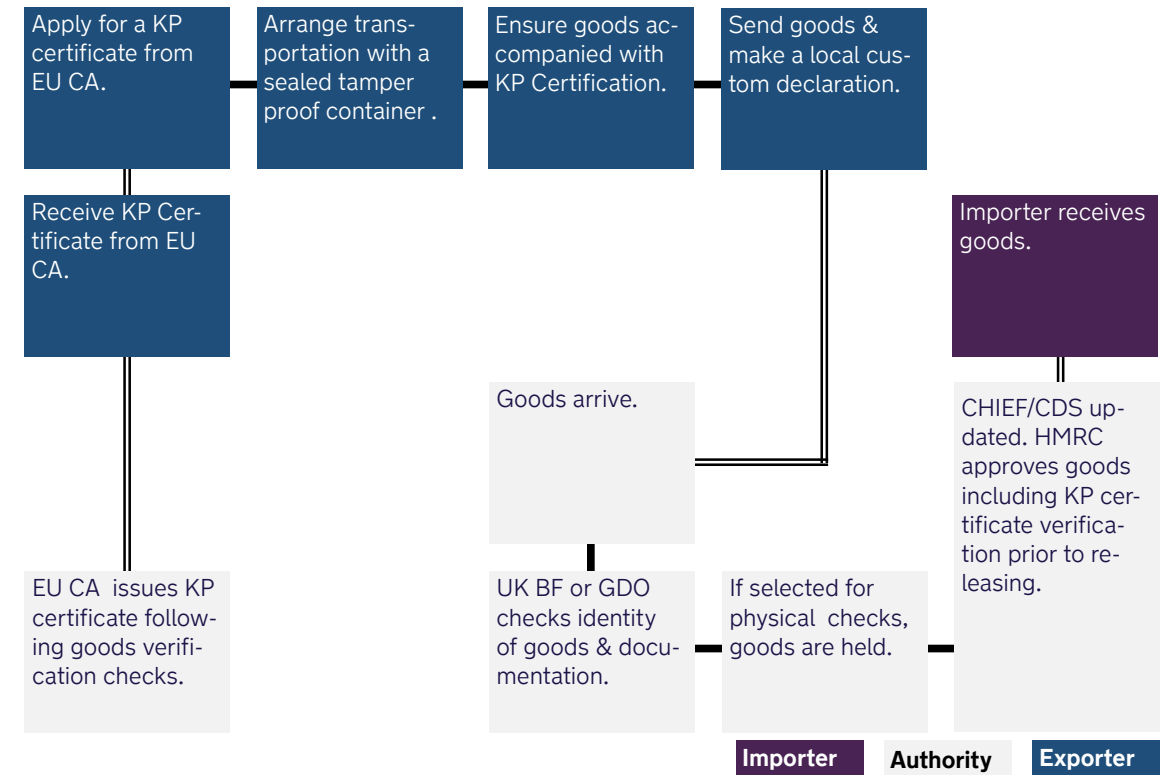 Apply for a KP
certificate from
EU CA.
Arrange trans-
portation with a
sealed tamper
proof container .
Ensure goods ac-
companied with
KP Certification.
Send goods &
make a local cus-
tom declaration.
Receive KP Cer-
tificate from EU
CA.
Importer receives
goods.
Goods arrive.
CHIEF/CDS up-
dated. HMRC
approves goods
including KP cer-
tificate verifica-
tion prior to re-
leasing.
EU CA  issues KP
certificate follow-
ing goods verifi-
cation checks.
UK BF or GDO
checks identity
of goods & docu-
mentation.
If selected for
physical  checks,
goods are held.
Importer
Authority
Exporter